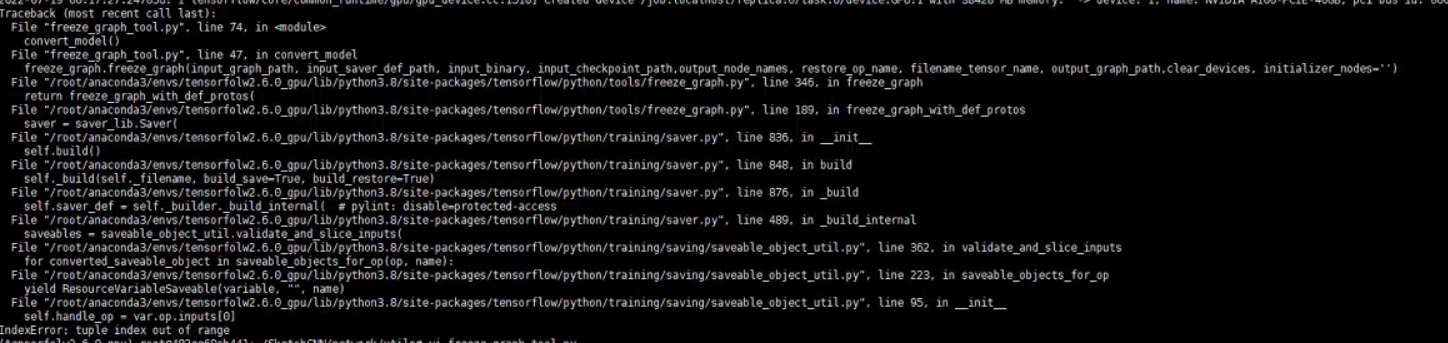 Traceback (most recent call last):
File "freeze_graph_tool.py", line 74, in <module>
convert_model()
File "freeze_graph_tool.py", line 47, in convert_model
freeze_graph.freeze_graph(input_graph_path, input_saver_def_path, input_binary, input_checkpoint_path,output_node_names, restore_op_name, filename_tensor_name, output_graph_path,clear_devices, initializer_nodes='')
File "/root/anaconda3/envs/tensorfolw2.6.0_gpu/lib/python3.8/site-packages/tensorflow/python/tools/freeze_graph.py", line 346, in freeze_graph
return freeze_graph_with_def_protos(
File "/root/anaconda3/envs/tensorfolw2.6.0_gpu/lib/python3.8/site-packages/tensorflow/python/tools/freeze_graph.py", line 189, in freeze_graph_with_def_protos
saver = saver_lib.Saver(
File "/root/anaconda3/envs/tensorfolw2.6.0_gpu/lib/python3.8/site-packages/tensorflow/python/training/saver.py", line 836, in __init__
self.build()
File "/root/anaconda3/envs/tensorfolw2.6.0_gpu/lib/python3.8/site-packages/tensorflow/python/training/saver.py", line 848, in build
self._build(self._filename, build_save=True, build_restore=True)
File "/root/anaconda3/envs/tensorfolw2.6.0_gpu/lib/python3.8/site-packages/tensorflow/python/training/saver.py", line 876, in _build
self.saver_def = self._builder._build_internal( # pylint: disable=protected-access
File "/root/anaconda3/envs/tensorfolw2.6.0_gpu/lib/python3.8/site-packages/tensorflow/python/training/saver.py", line 489, in _build_internal
saveables = saveable_object_util.validate_and_slice_inputs(
File "/root/anaconda3/envs/tensorfolw2.6.0_gpu/lib/python3.8/site-packages/tensorflow/python/training/saving/saveable_object_util.py", line 362, in validate_and_slice_inputs
for converted_saveable_object in saveable_objects_for_op(op, name):
File "/root/anaconda3/envs/tensorfolw2.6.0_gpu/lib/python3.8/site-packages/tensorflow/python/training/saving/saveable_object_util.py", line 223, in saveable_objects_for_op
yield ResourceVariableSaveable(variable, "", name)
File "/root/anaconda3/envs/tensorfolw2.6.0_gpu/lib/python3.8/site-packages/tensorflow/python/training/saving/saveable_object_util.py", line 95, in __init__
self.handle_op = var.op.inputs[0]
IndexError: tuple index out of range